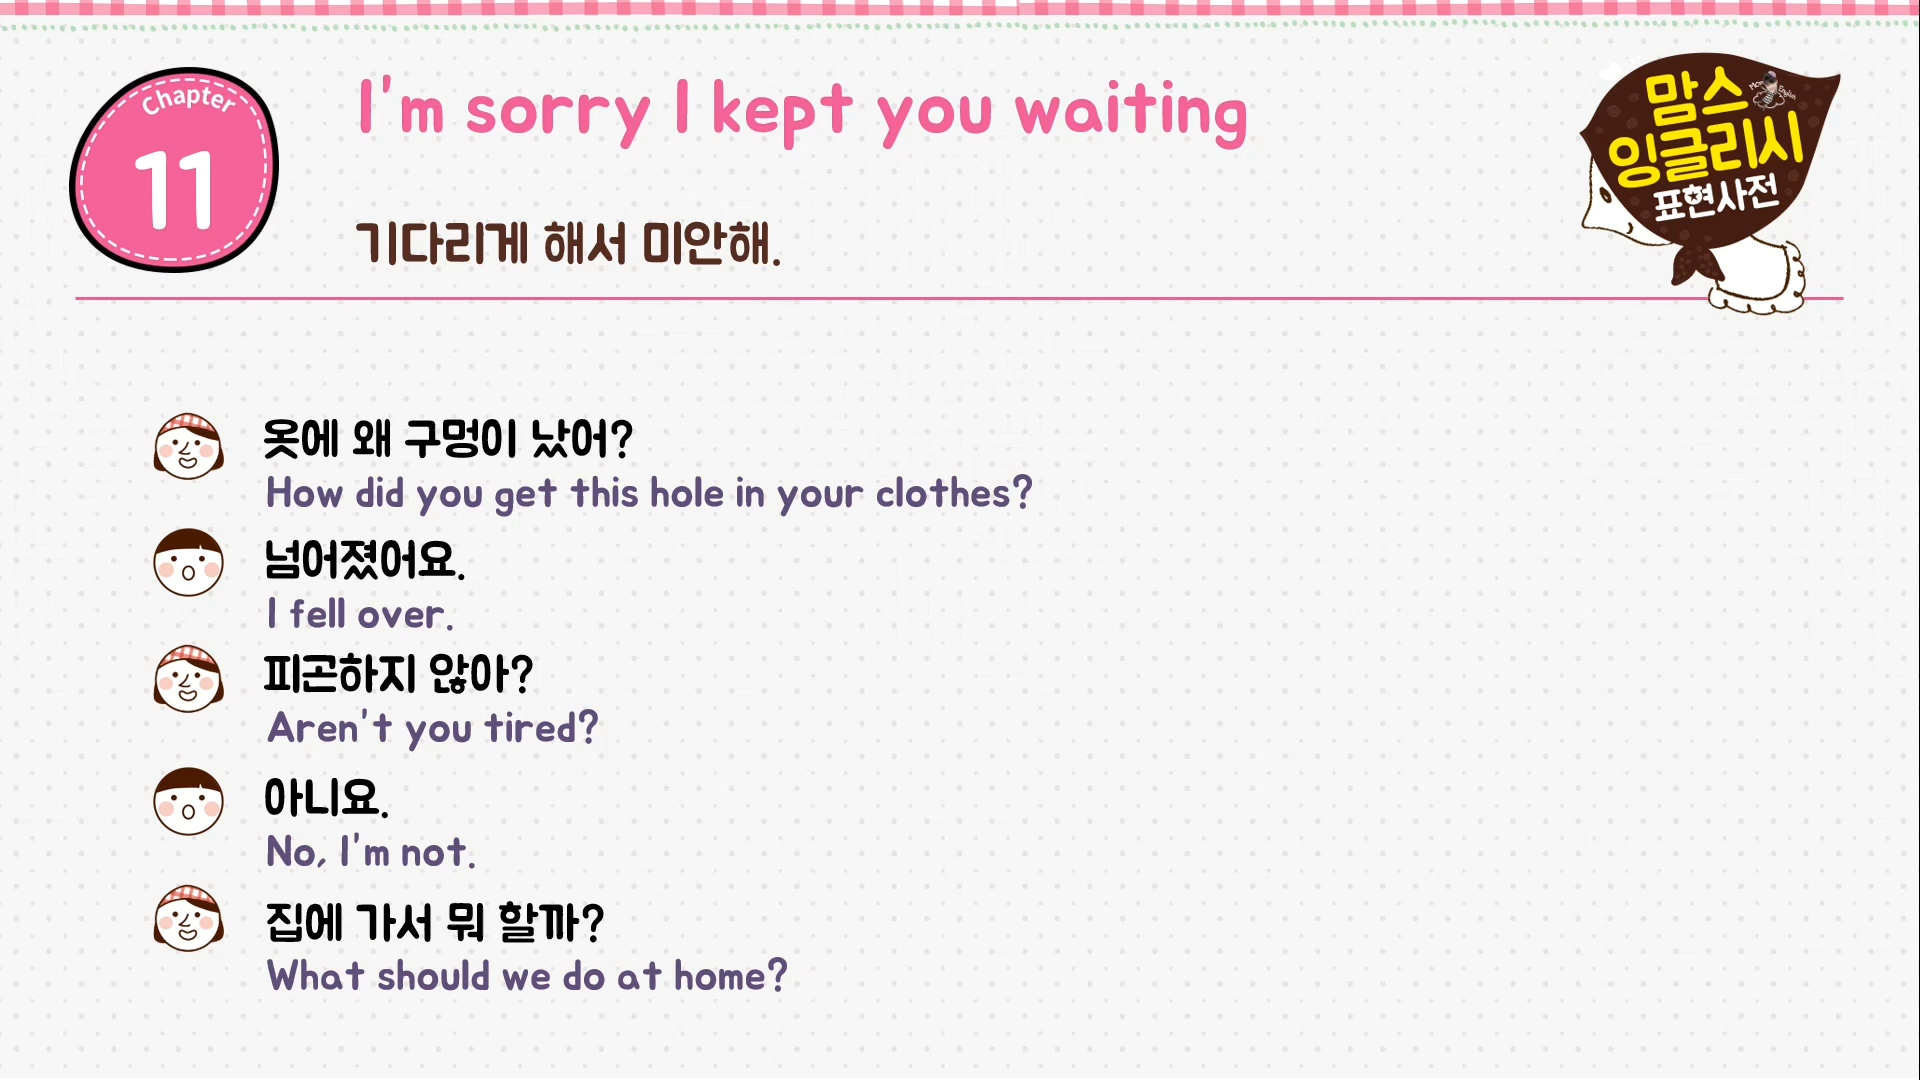 Chapter
11
I'm sorry I kept you waiting
기다리게 해서 미안해.
맘스
잉글리시
표현사전
Mom
English
옷에 왜 구멍이 났어?
How did you get this hole in your clothes?
넘어졌어요.
I fell over.
피곤하지 않아?
Aren't you tired?
아니요.
No, I'm not.
집에 가서 뭐 할까?
What should we do at home?